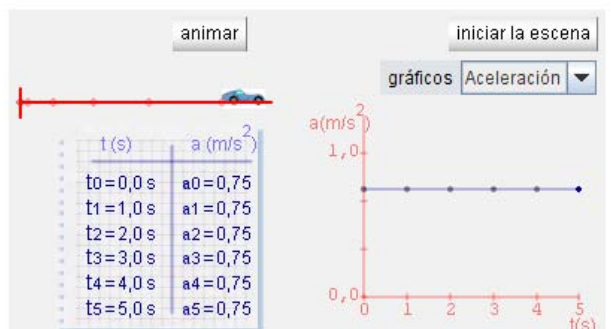 animar
iniciar la escena
gráficos Aceleración
t (s) a (m/s²)
t0=0,0 s a0=0,75
t1=1,0 s a1=0,75
t2=2,0 s a2=0,75
t3=3,0 s a3=0,75
t4=4,0 s a4=0,75
t5=5,0 s a5=0,75
a(m/s²)
1,0
0,0
0 1 2 3 4 5
t(s)